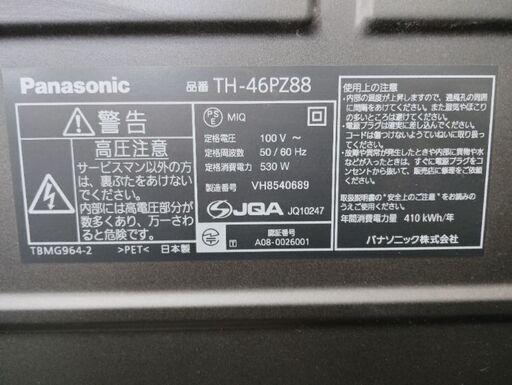 Panasonic
品番 TH-46PZ88
警告
高圧注意
サービスマン以外の方は、裏ぶたをあけないでください。
内部には高電圧部分が数多くあり、万一さわると危険です。
TBMG964-2 >PET< 日本製
PS
E
MIQ
定格電圧 100 V ～
定格周波数 50 / 60 Hz
定格消費電力 530 W
製造番号 VH8540689
JQA JQ10247
認証番号
A08-0026001
使用上の注意
・内部の温度が上昇しますので、通風孔の周囲に間隔をあけてください。また湿気やほこりの多いところは避けてください。
・電源プラグは確実に差し込んでください。コードは傷つけないようていねいに取り扱ってください。
・故障や異常が発生したときや内部に異物や水などが入ったときは、すぐに電源プラグをコンセントから抜いて、販売店に修理をご依頼ください。
取扱説明書の"安全上のご注意"をお読みのうえ正しくご使用ください。
年間消費電力量 410 kWh/年
パナソニック株式会社